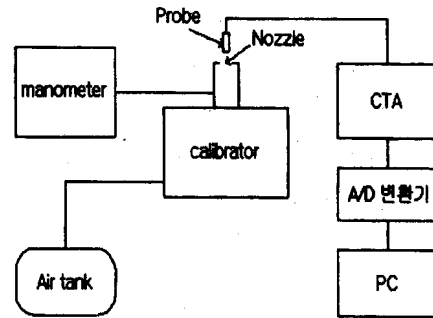 Probe
Nozzle
manometer
CTA
calibrator
A/D 변환기
Air tank
PC